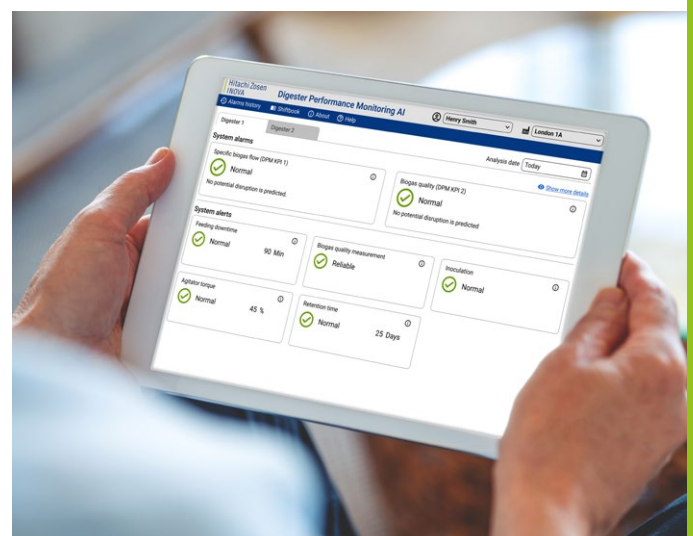 Hitachi Zosen
INOVA
Digester Performance Monitoring AI
Henry Smith
London 1A
Alarms history
Shiftbook
About
Help
Digester 1
Digester 2
Analysis date
Today
System alarms
Show more details
Specific biogas flow (DPM KPI 1)
Normal
No potential disruption is predicted.
Biogas quality (DPM KPI 2)
Normal
No potential disruption is predicted
System alerts
Feeding downtime
Normal
90 Min
Biogas quality measurement
Reliable
Inoculation
Normal
Agitator torque
Normal
45 %
Retention time
Normal
25 Days